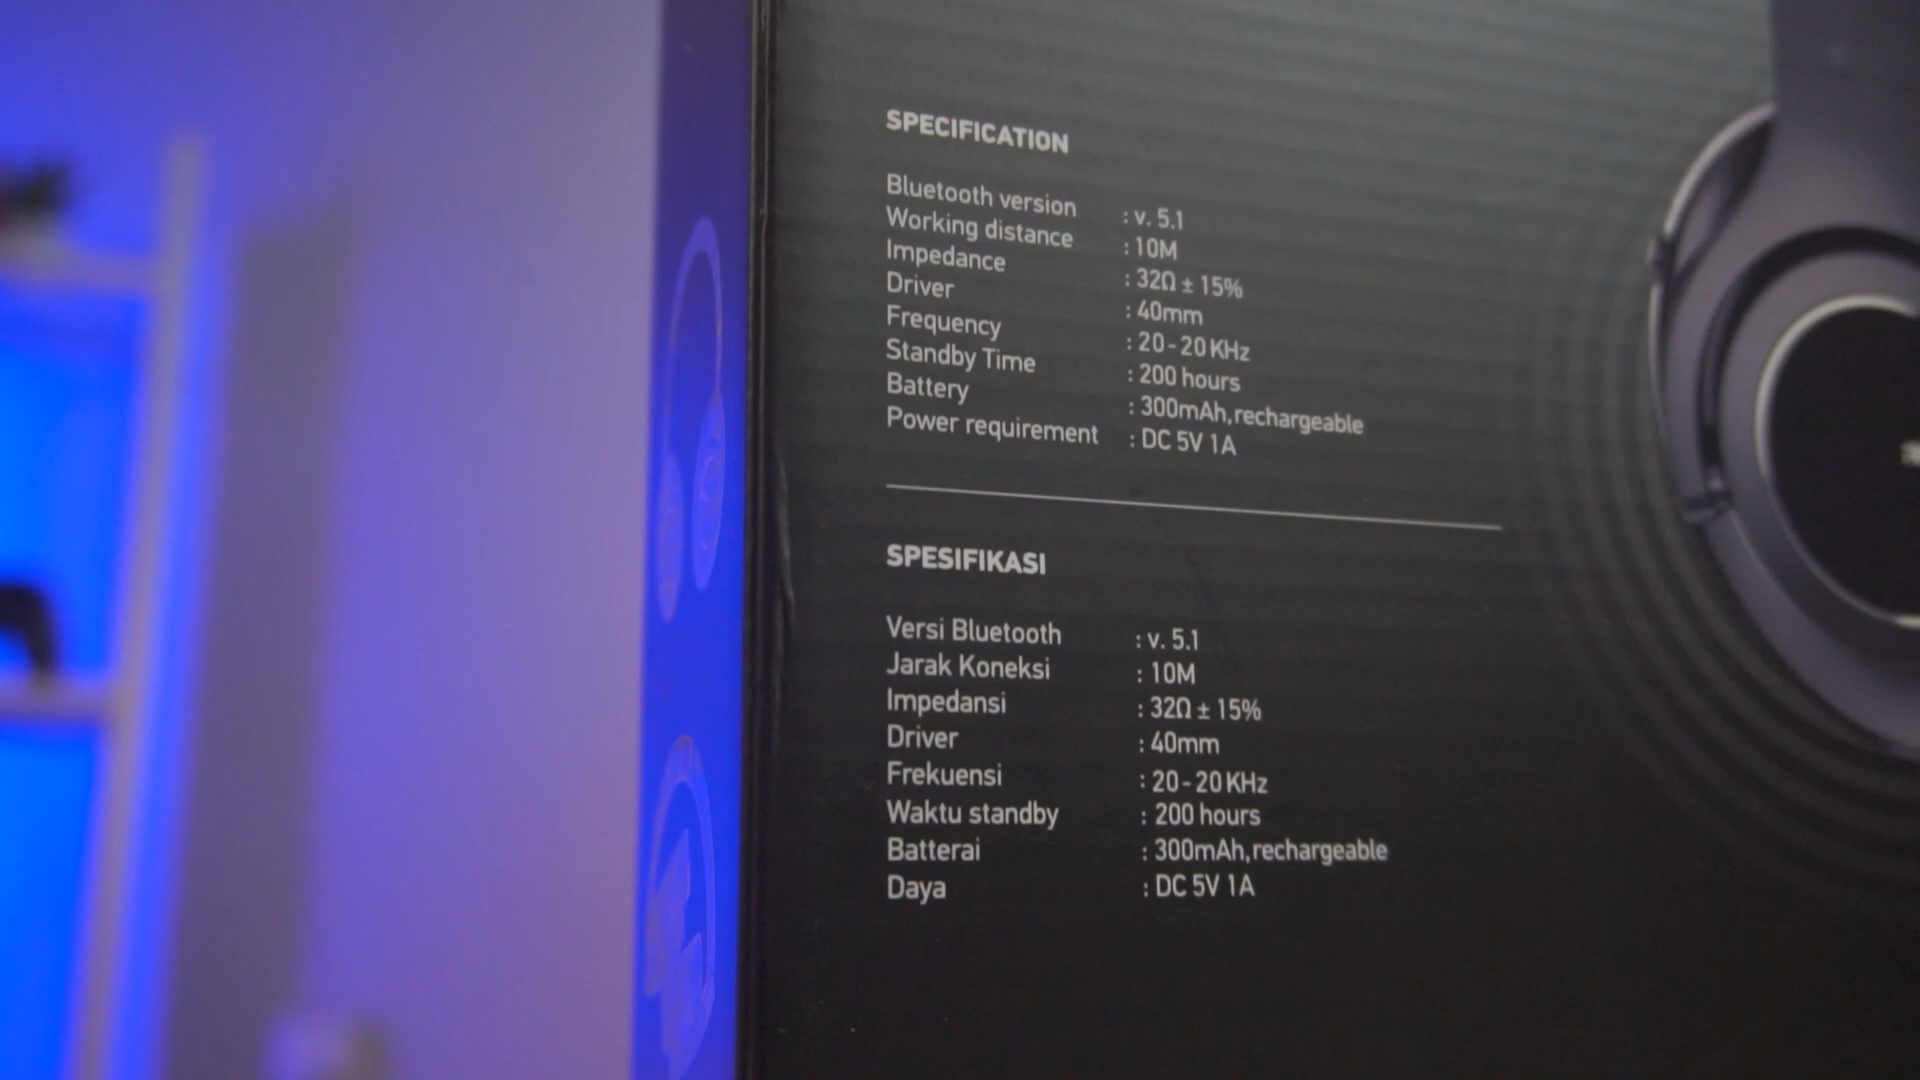 SPECIFICATION
Bluetooth version : v. 5.1
Working distance : 10M
Impedance : 32Ω ± 15%
Driver : 40mm
Frequency : 20 - 20 KHz
Standby Time : 200 hours
Battery : 300mAh, rechargeable
Power requirement : DC 5V 1A
SPESIFIKASI
Versi Bluetooth : v. 5.1
Jarak Koneksi : 10M
Impedansi : 32Ω ± 15%
Driver : 40mm
Frekuensi : 20 - 20 KHz
Waktu standby : 200 hours
Batterai : 300mAh, rechargeable
Daya : DC 5V 1A